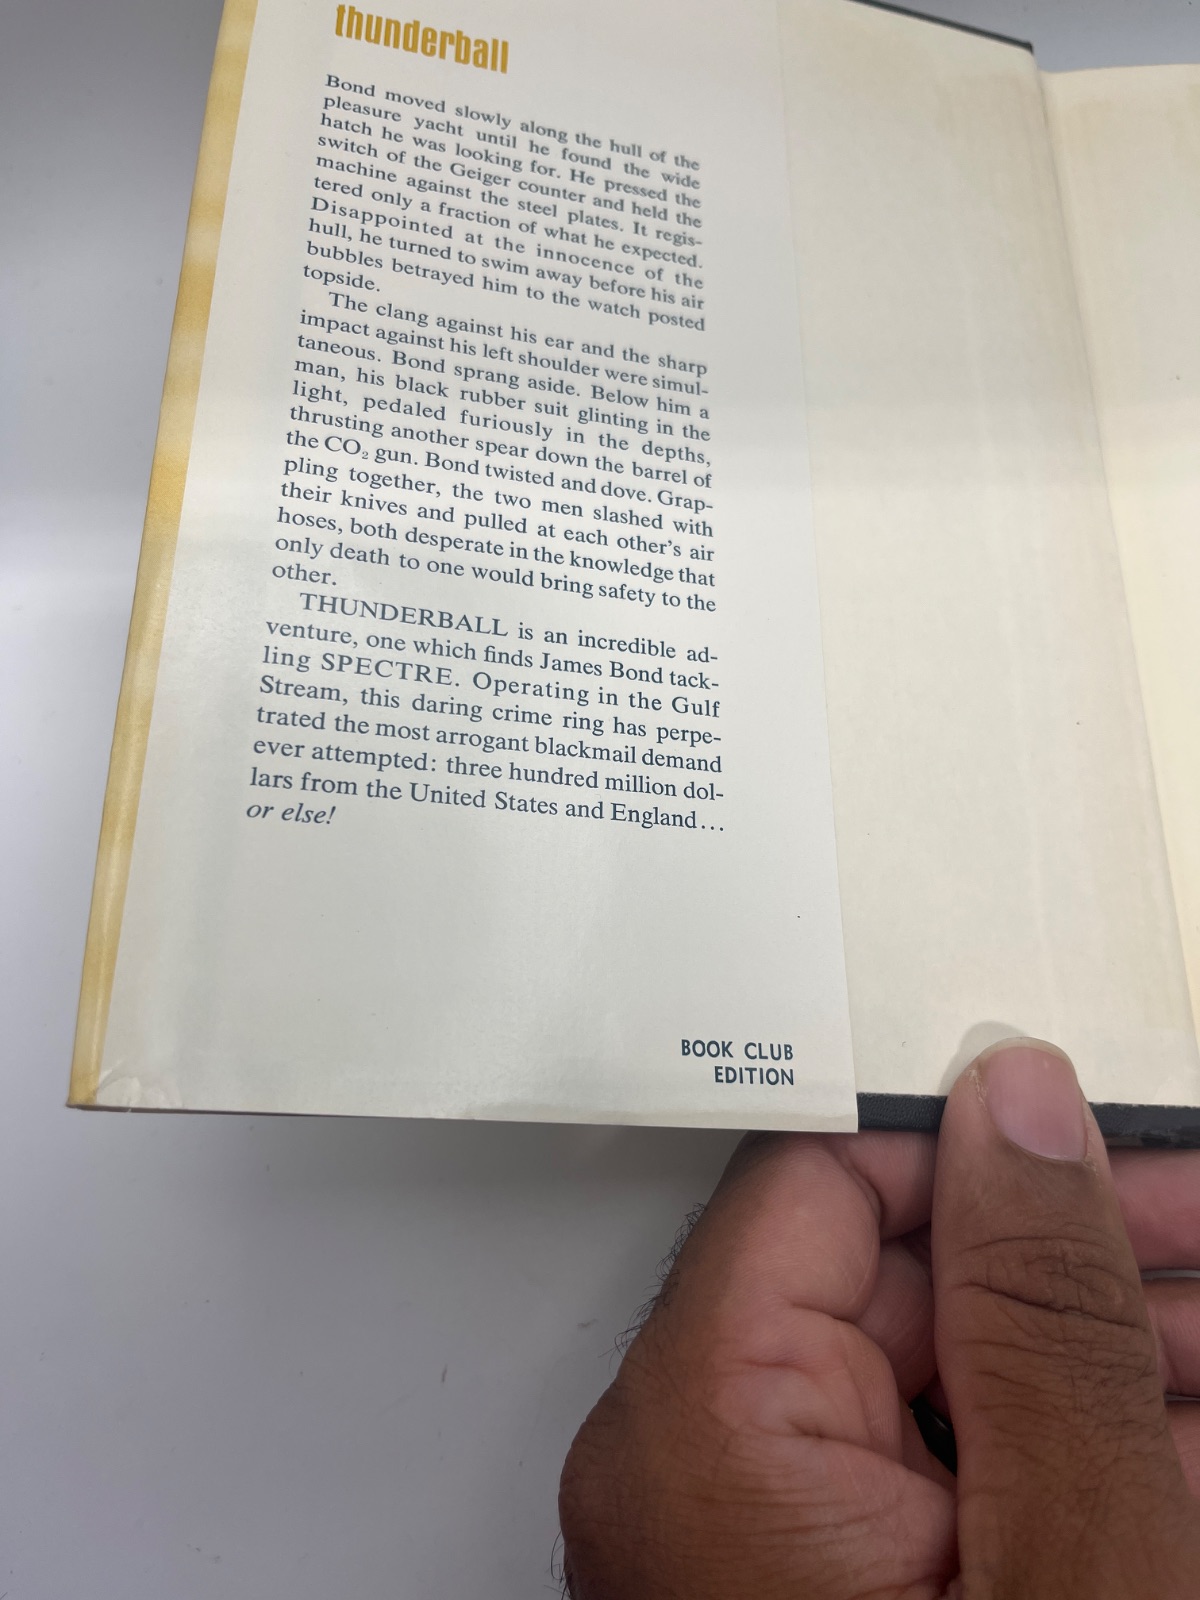 thunderball
Bond moved slowly along the hull of the
pleasure yacht until he found the wide
hatch he was looking for. He pressed the
switch of the Geiger counter and held the
machine against the steel plates. It regis-
tered only a fraction of what he expected.
Disappointed at the innocence of the
hull, he turned to swim away before his air
bubbles betrayed him to the watch posted
topside.
The clang against his ear and the sharp
impact against his left shoulder were simul-
taneous. Bond sprang aside. Below him a
man, his black rubber suit glinting in the
light, pedaled furiously in the depths,
thrusting another spear down the barrel of
the CO₂ gun. Bond twisted and dove. Grap-
pling together, the two men slashed with
their knives and pulled at each other's air
hoses, both desperate in the knowledge that
only death to one would bring safety to the
other.
THUNDERBALL is an incredible ad-
venture, one which finds James Bond tack-
ling SPECTRE. Operating in the Gulf
Stream, this daring crime ring has perpe-
trated the most arrogant blackmail demand
ever attempted: three hundred million dol-
lars from the United States and England...
or else!
BOOK CLUB
EDITION